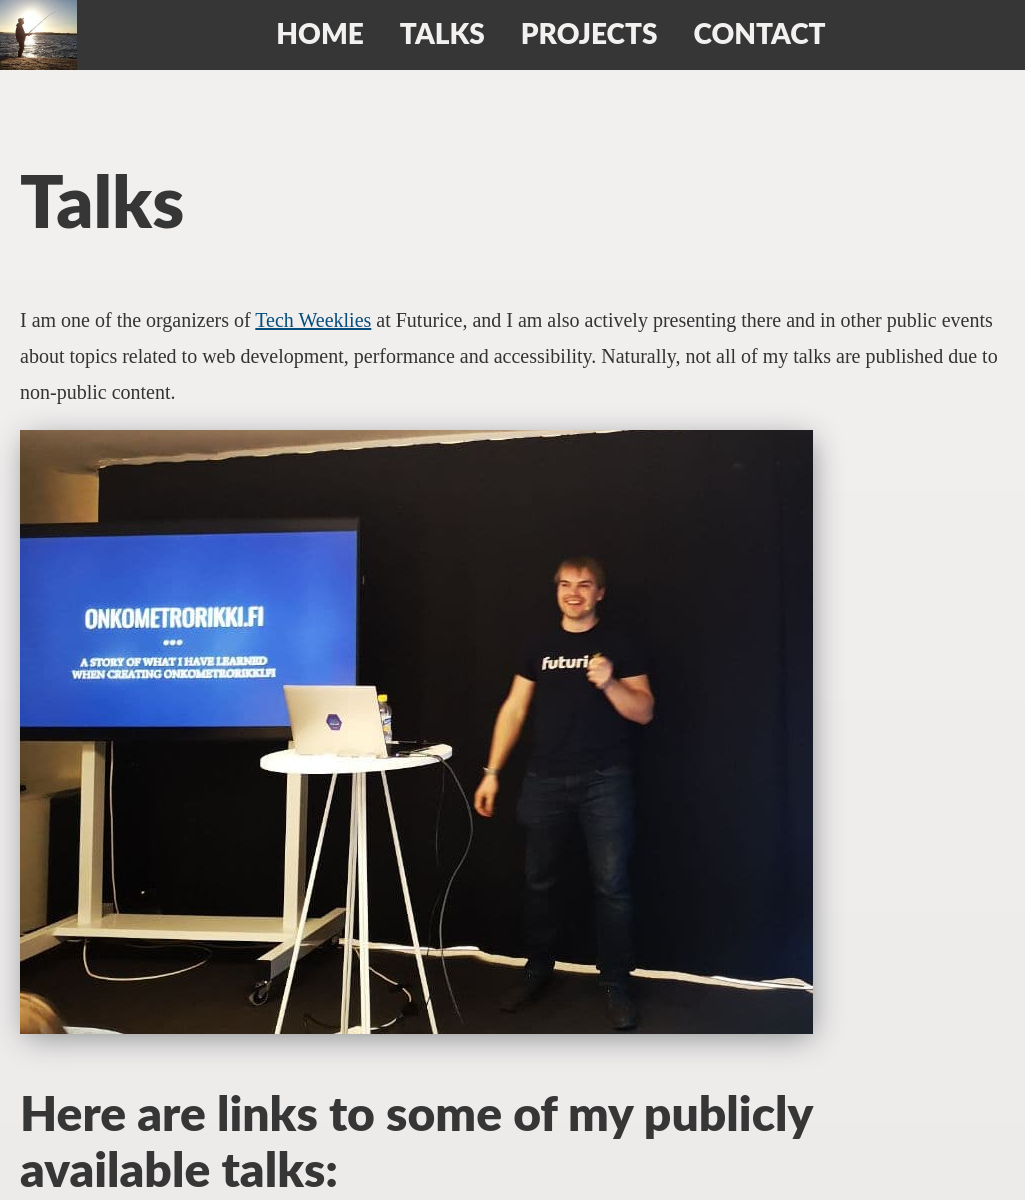 HOME TALKS PROJECTS CONTACT
Talks
I am one of the organizers of Tech Weeklies at Futurice, and I am also actively presenting there and in other public events
about topics related to web development, performance and accessibility. Naturally, not all of my talks are published due to
non-public content.
ONKOMETRORIKKI.FI
A STORY OF WHAT I HAVE LEARNED
WHEN CREATING ONKOMETRORIKKI.FI
futuri
Here are links to some of my publicly
available talks: